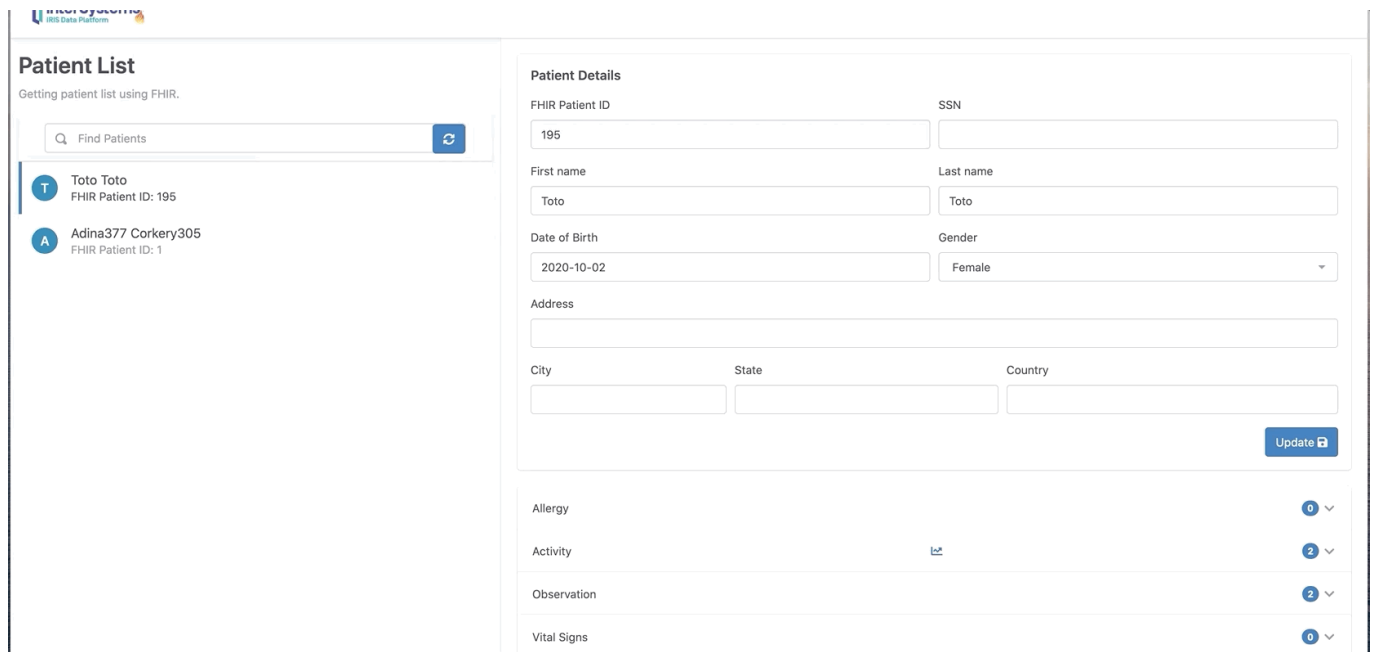 InterSystems
IRIS Data Platform
Patient List
Getting patient list using FHIR.
Find Patients
T
Toto Toto
FHIR Patient ID: 195
A
Adina377 Corkery305
FHIR Patient ID: 1
Patient Details
FHIR Patient ID
SSN
195
First name
Last name
Toto
Toto
Date of Birth
Gender
2020-10-02
Female
Address
City
State
Country
Update
Allergy
0
Activity
2
Observation
2
Vital Signs
0